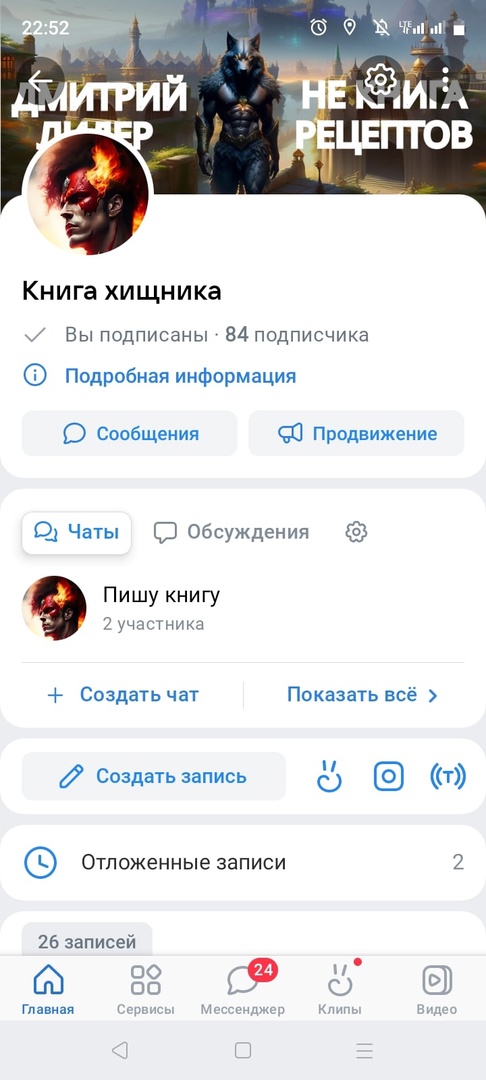 22:52
LTE
ДМИТРИЙ
ЛИДЕР
НЕ КНИГА
РЕЦЕПТОВ
Книга хищника
Вы подписаны · 84 подписчика
Подробная информация
Сообщения
Продвижение
Чаты
Обсуждения
Пишу книгу
2 участника
Создать чат
Показать всё
Создать запись
Отложенные записи
2
26 записей
24
Главная
Сервисы
Мессенджер
Клипы
Видео